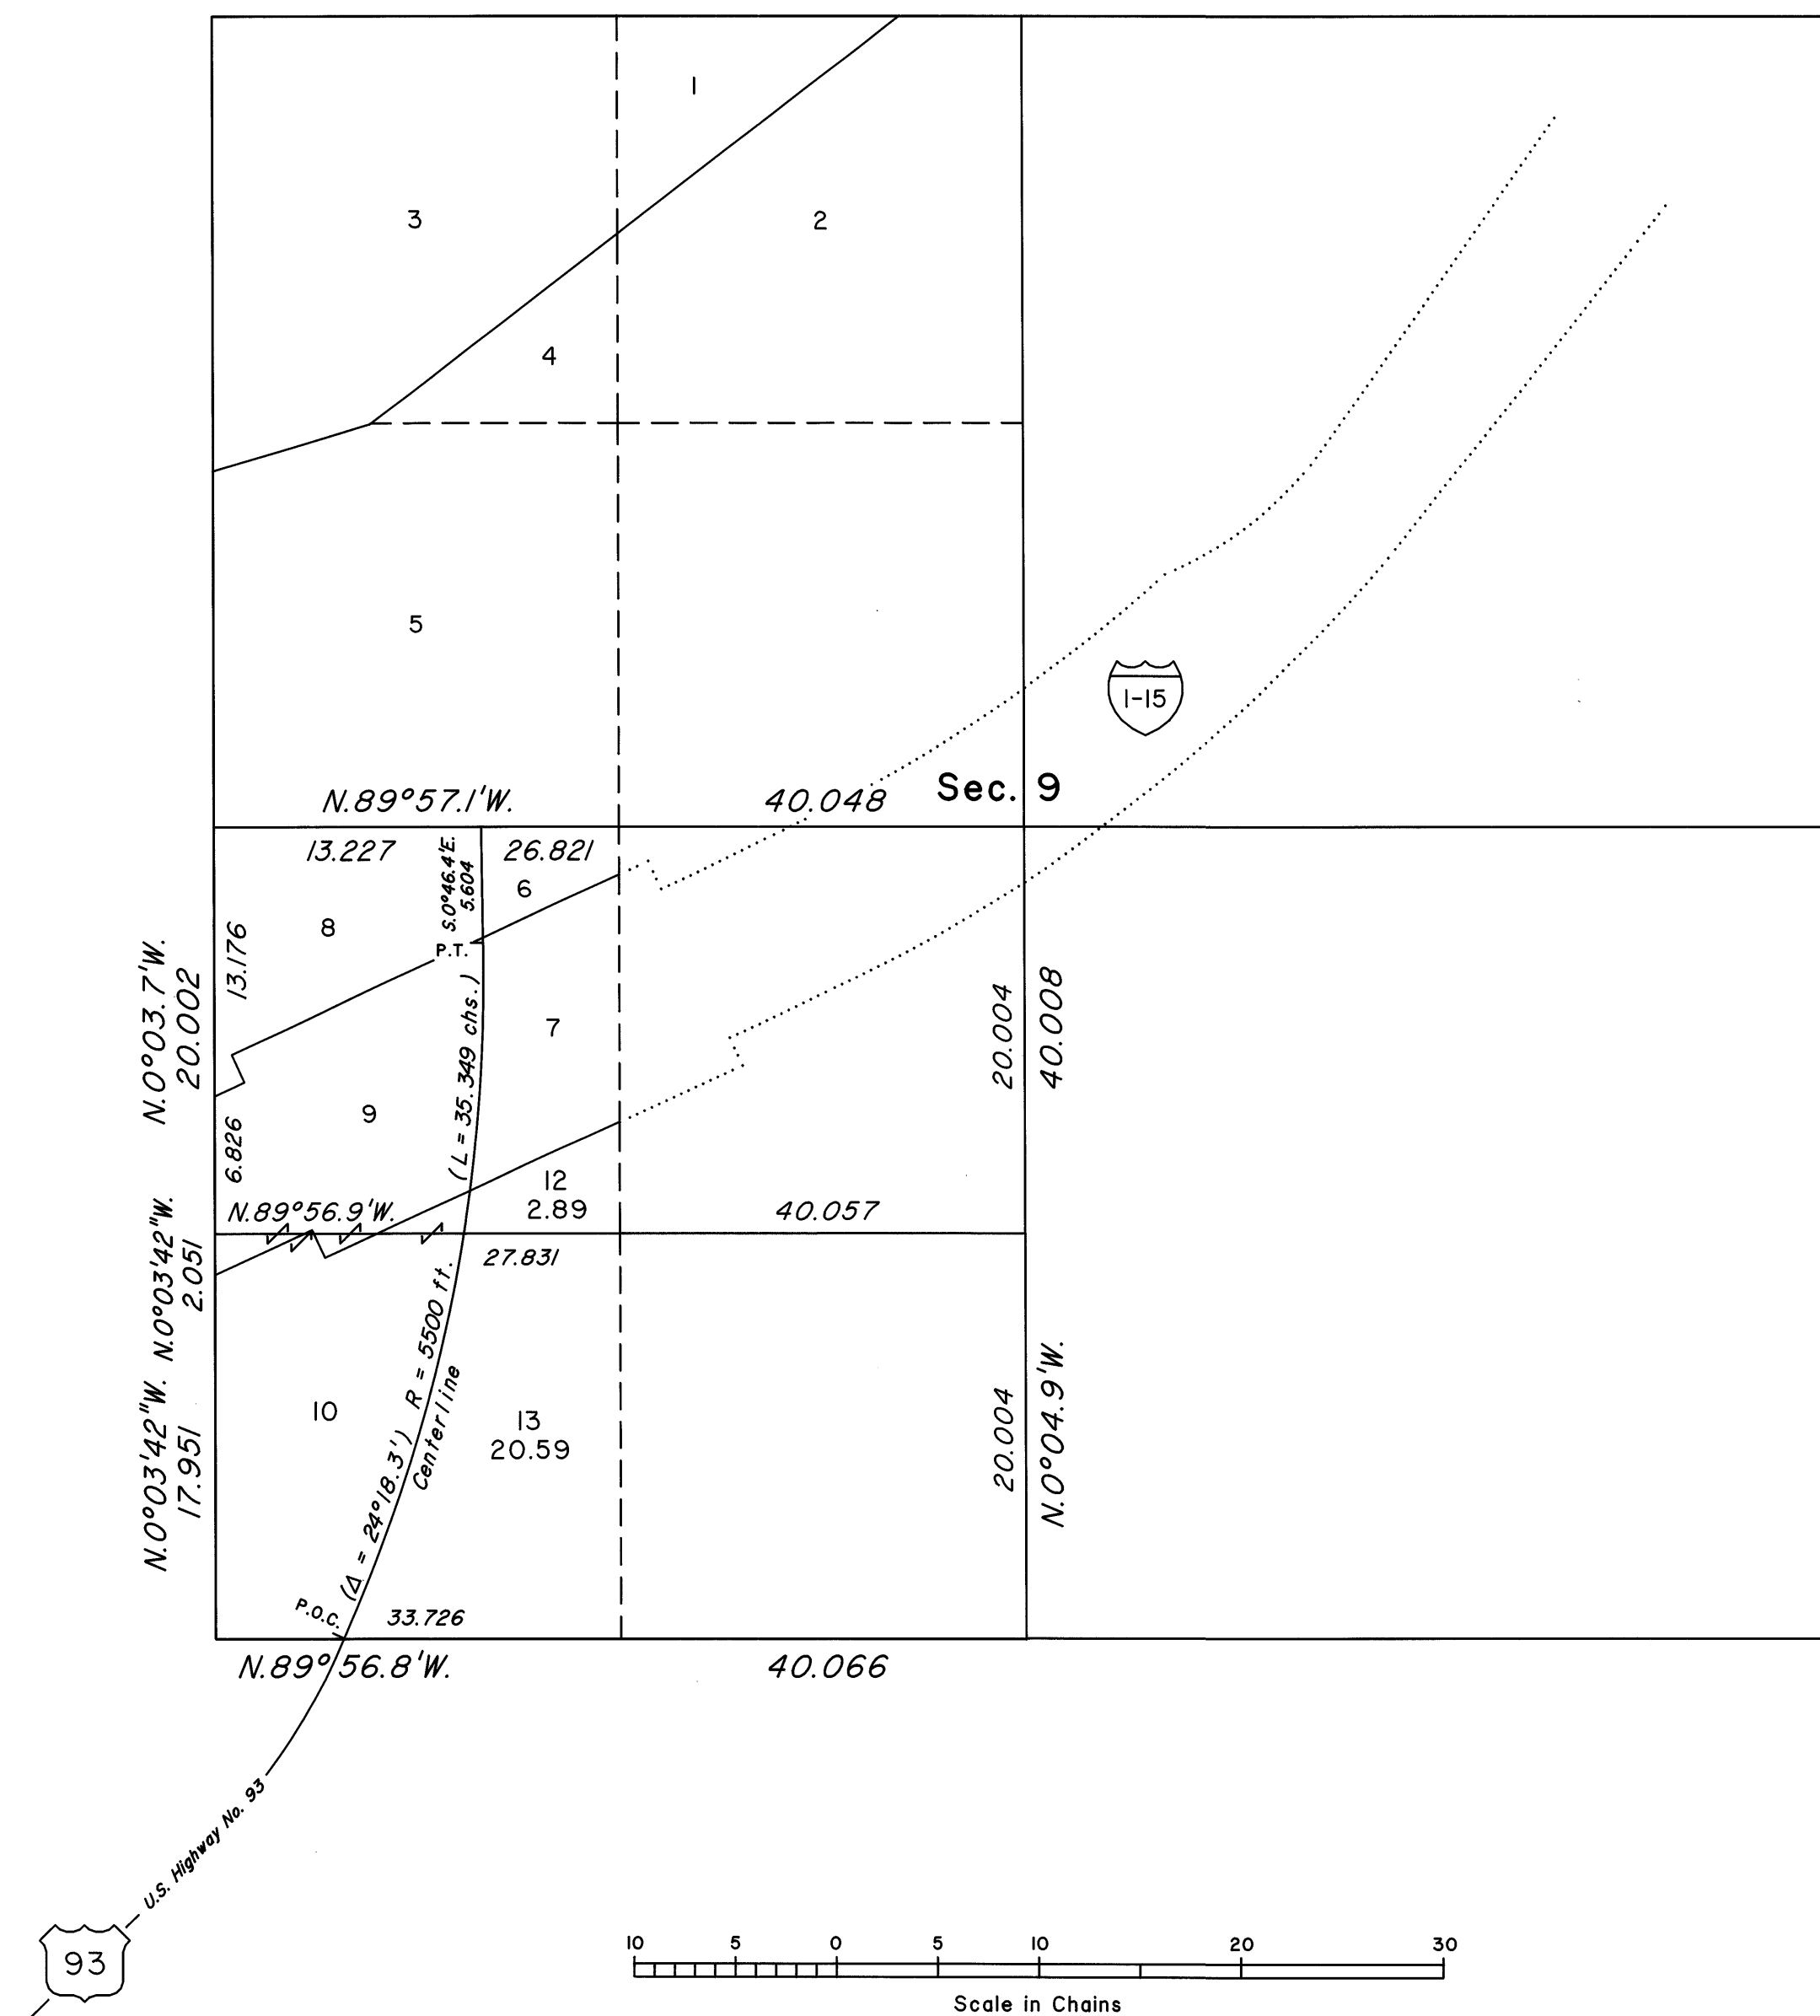 1
3
2
4
5
I-15
Sec. 9
N.89°57.1'W.
40.048
13.227
S.0°46.4'E.
5.604
26.821
6
8
P.T.
13.176
N.0°03.7'W.
20.002
(L = 35.349 chs.)
7
20.004
40.008
9
6.826
12
2.89
N.89°56.9'W.
40.057
N.0°03'42"W.
2.051
27.831
R = 5500 ft.
Centerline
(Δ = 24°18.3')
10
13
20.59
N.0°03'42"W.
17.951
20.004
N.0°04.9'W.
P.O.C.
33.726
N.89°56.8'W.
40.066
U.S. Highway No. 93
93
10 5 0 5 10 20 30
Scale in Chains